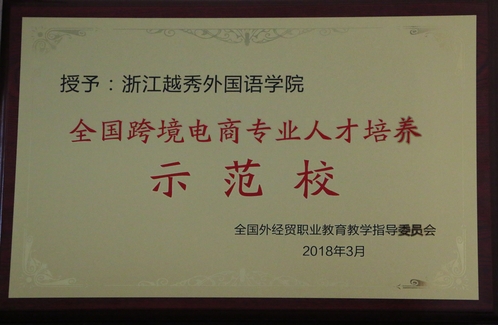 授予：浙江越秀外国语学院
全国跨境电商专业人才培养
示范校
全国外经贸职业教育教学指导委员会
2018年3月